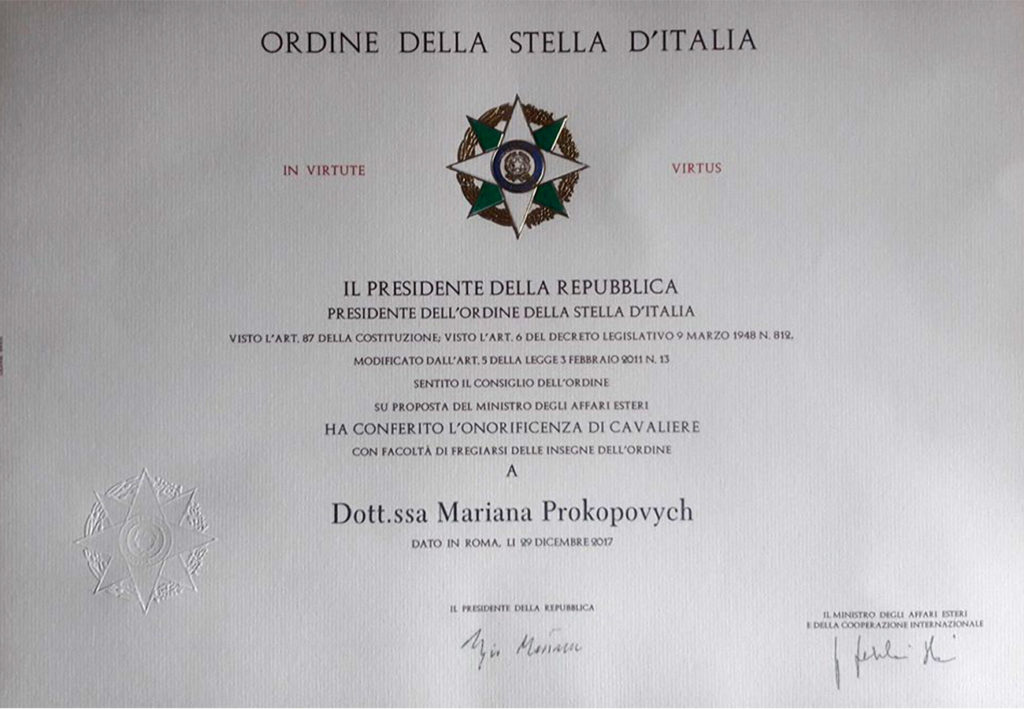 ORDINE DELLA STELLA D'ITALIA
IN VIRTUTE VIRTUS
IL PRESIDENTE DELLA REPUBBLICA
PRESIDENTE DELL'ORDINE DELLA STELLA D'ITALIA
VISTO L'ART. 87 DELLA COSTITUZIONE; VISTO L'ART. 6 DEL DECRETO LEGISLATIVO 9 MARZO 1948 N. 812,
MODIFICATO DALL'ART. 5 DELLA LEGGE 3 FEBBRAIO 2011 N. 13
SENTITO IL CONSIGLIO DELL'ORDINE
SU PROPOSTA DEL MINISTRO DEGLI AFFARI ESTERI
HA CONFERITO L'ONORIFICENZA DI CAVALIERE
CON FACOLTÀ DI FREGIARSI DELLE INSEGNE DELL'ORDINE
A
Dott.ssa Mariana Prokopovych
DATO IN ROMA, LI 29 DICEMBRE 2017
IL PRESIDENTE DELLA REPUBBLICA
IL MINISTRO DEGLI AFFARI ESTERI
E DELLA COOPERAZIONE INTERNAZIONALE